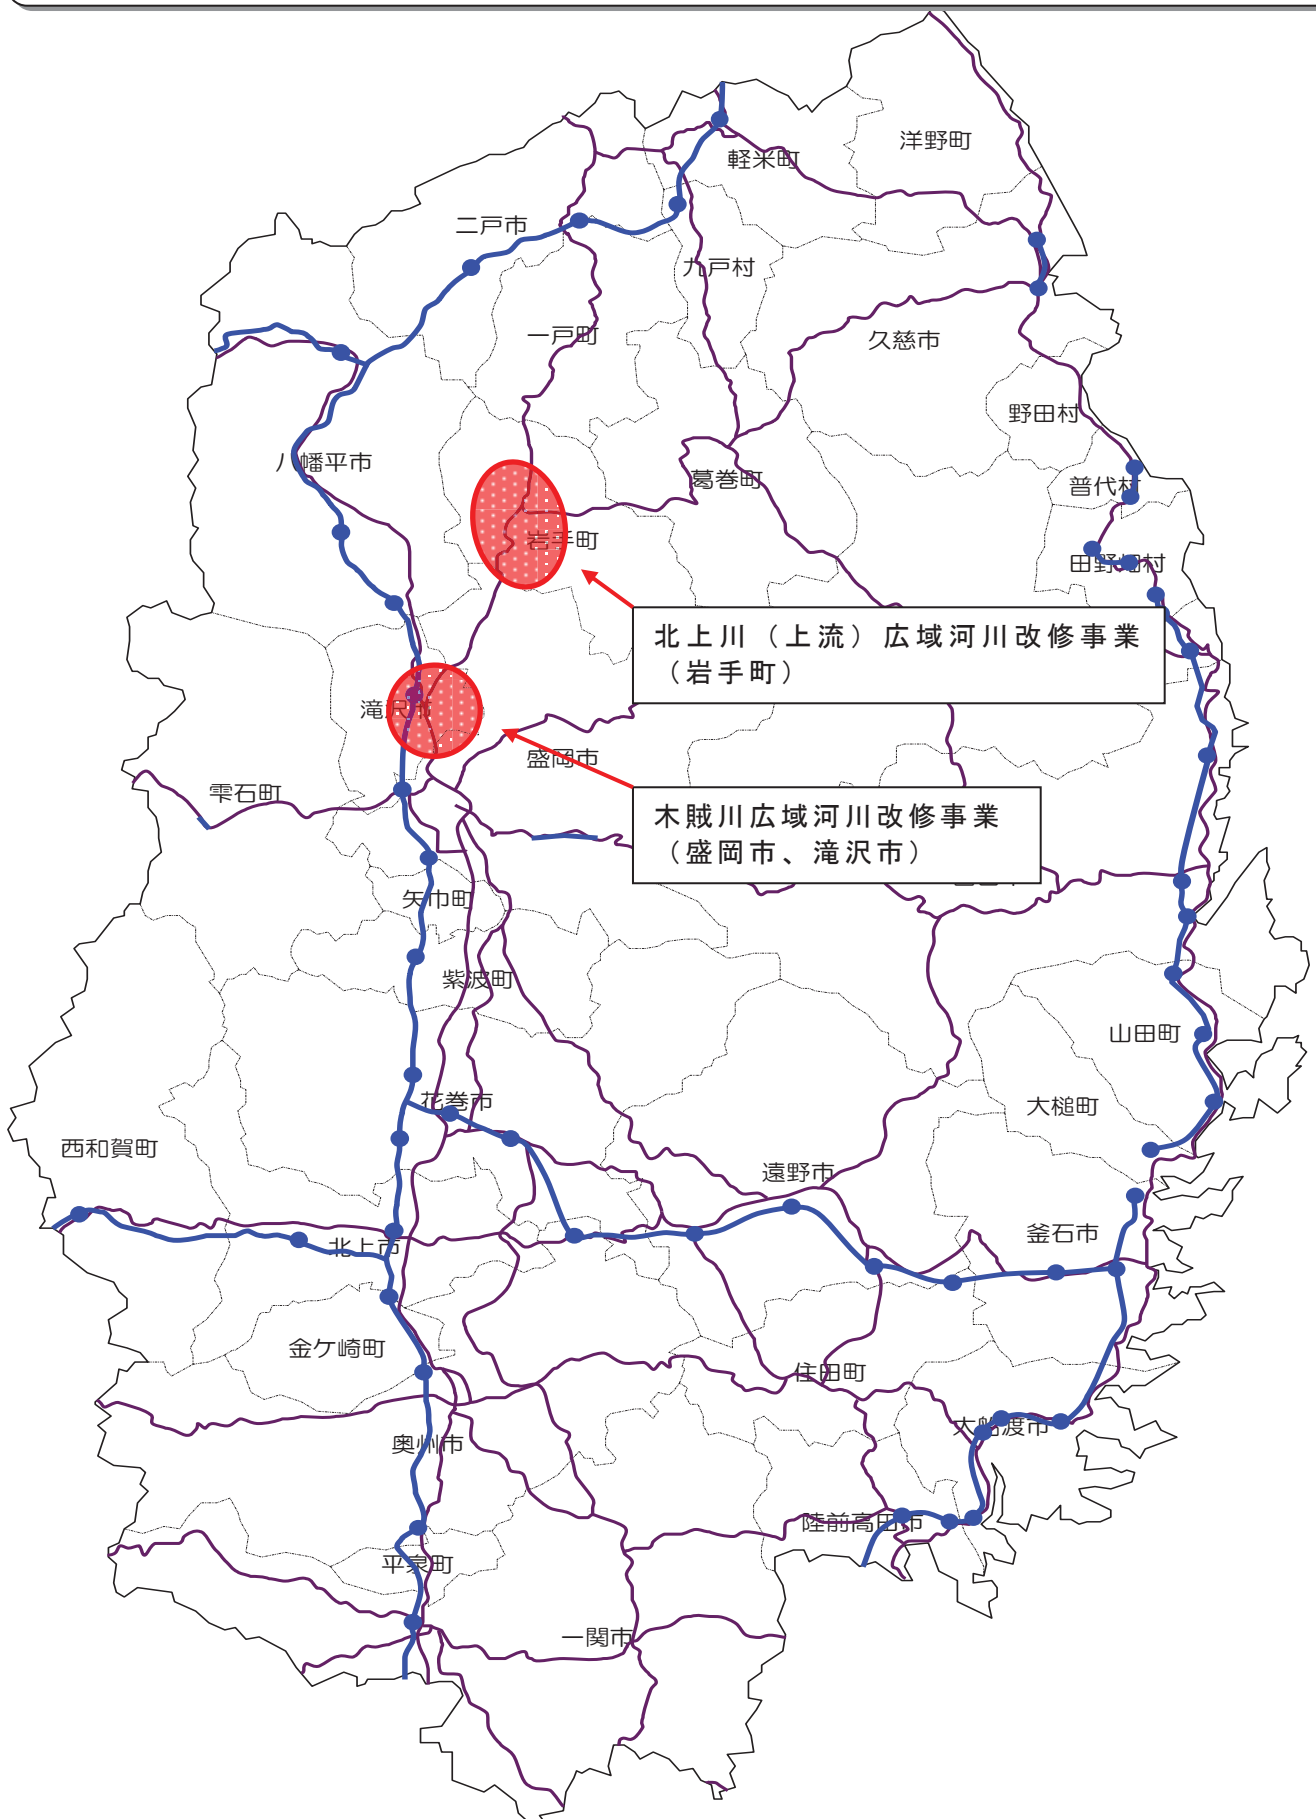 洋野町
軽米町
二戸市
九戸村
一戸町
久慈市
野田村
八幡平市
葛巻町
普代村
岩手町
田野畑村
北上川（上流）広域河川改修事業
（岩手町）
滝沢市
盛岡市
雫石町
木賊川広域河川改修事業
（盛岡市、滝沢市）
矢巾町
紫波町
山田町
花巻市
大槌町
西和賀町
遠野市
釜石市
北上市
金ケ崎町
住田町
大船渡市
奥州市
陸前高田市
平泉町
一関市